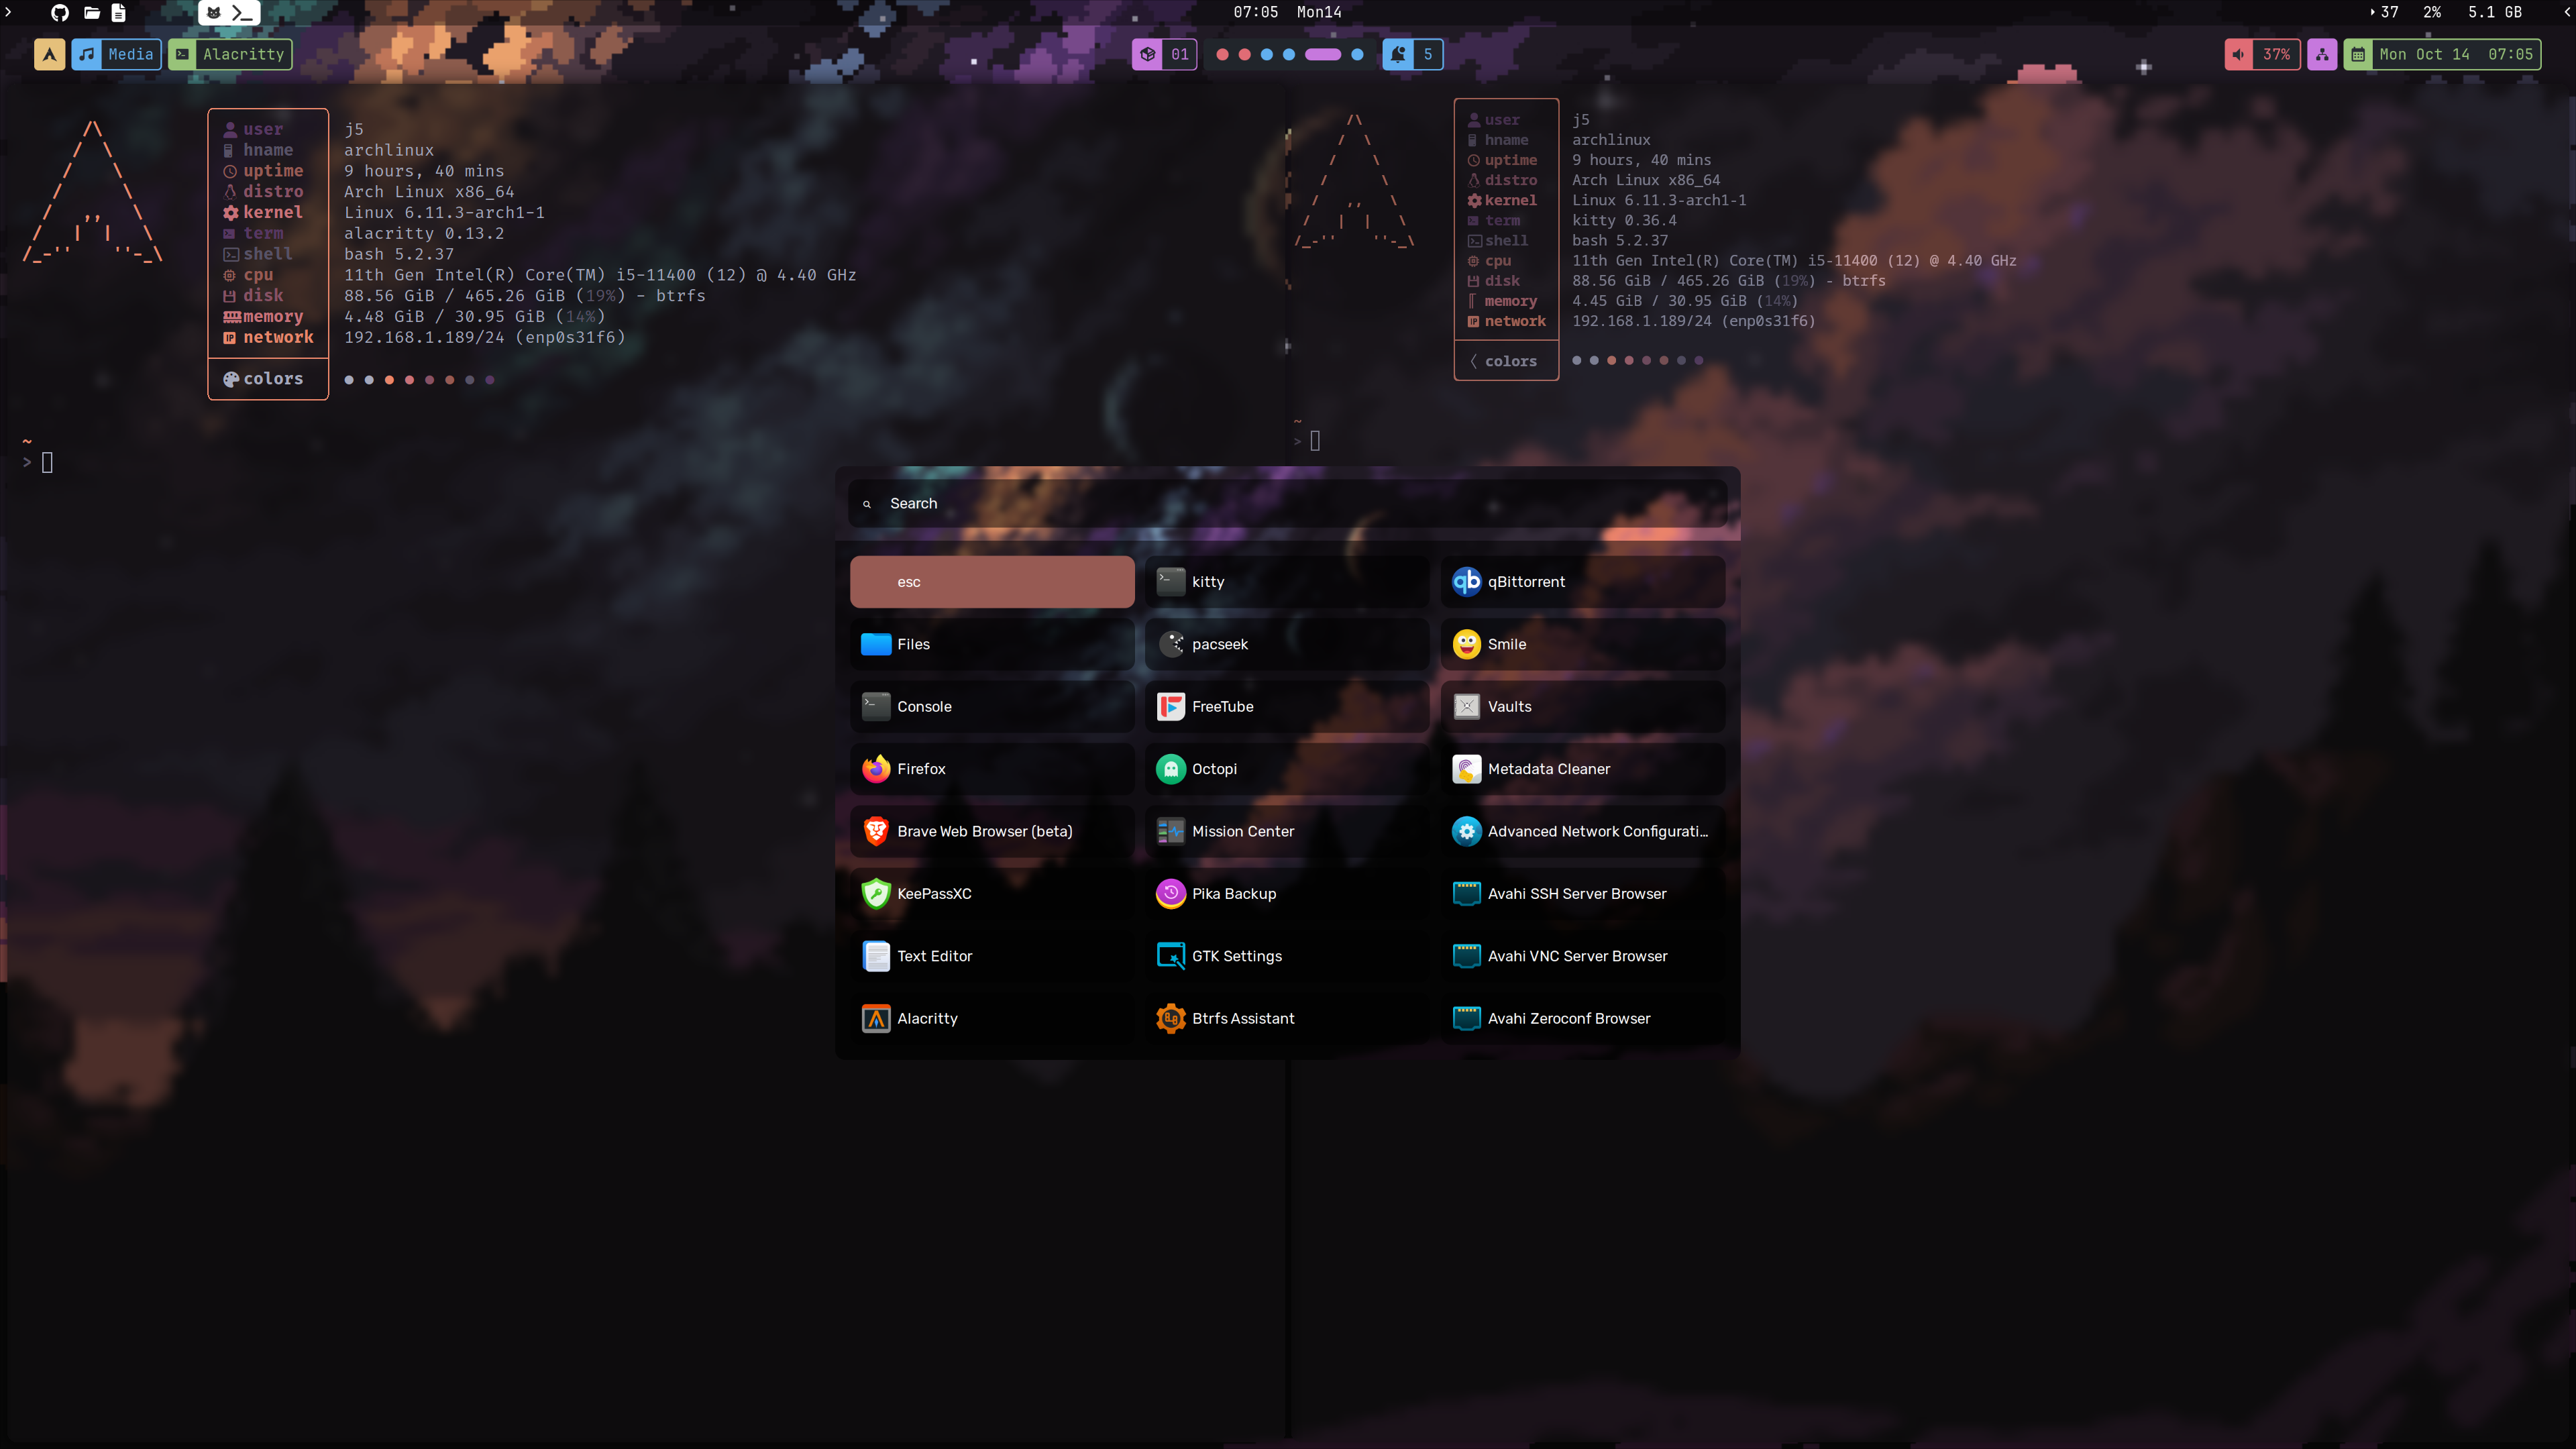 07:05 Mon14
37 2% 5.1 GB
Media Alacritty
01
5
37% Mon Oct 14 07:05
user j5
hname archlinux
uptime 9 hours, 40 mins
distro Arch Linux x86_64
kernel Linux 6.11.3-arch1-1
term alacritty 0.13.2
shell bash 5.2.37
cpu 11th Gen Intel(R) Core(TM) i5-11400 (12) @ 4.40 GHz
disk 88.56 GiB / 465.26 GiB (19%) - btrfs
memory 4.48 GiB / 30.95 GiB (14%)
network 192.168.1.189/24 (enp0s31f6)
colors
~
>
user j5
hname archlinux
uptime 9 hours, 40 mins
distro Arch Linux x86_64
kernel Linux 6.11.3-arch1-1
term kitty 0.36.4
shell bash 5.2.37
cpu 11th Gen Intel(R) Core(TM) i5-11400 (12) @ 4.40 GHz
disk 88.56 GiB / 465.26 GiB (19%) - btrfs
memory 4.45 GiB / 30.95 GiB (14%)
network 192.168.1.189/24 (enp0s31f6)
colors
~
>
Search
esc kitty qBittorrent
Files pacseek Smile
Console FreeTube Vaults
Firefox Octopi Metadata Cleaner
Brave Web Browser (beta) Mission Center Advanced Network Configurati...
KeePassXC Pika Backup Avahi SSH Server Browser
Text Editor GTK Settings Avahi VNC Server Browser
Alacritty Btrfs Assistant Avahi Zeroconf Browser